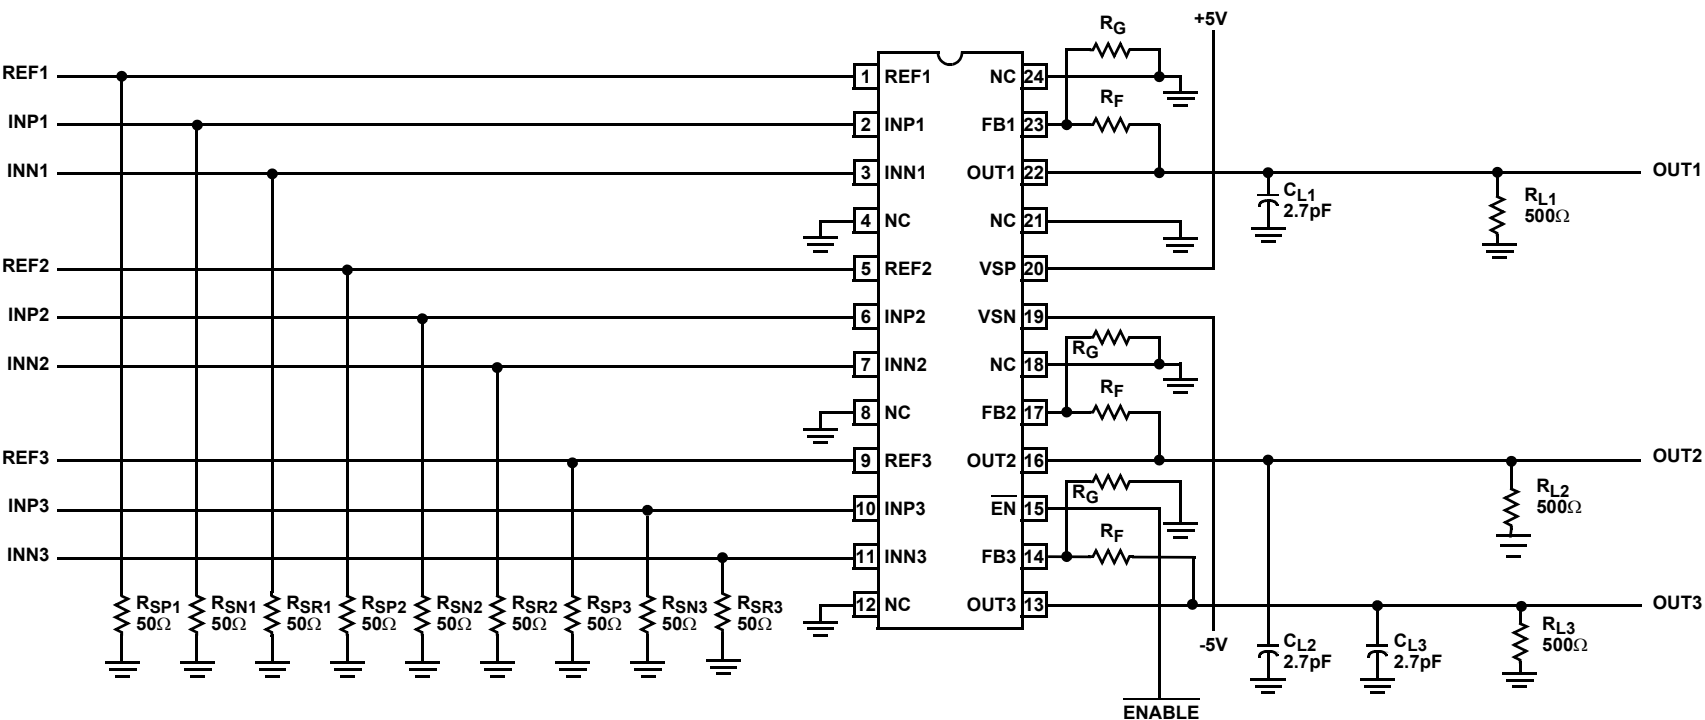 RG
+5V
REF1
1 REF1
NC 24
RF
INP1
2 INP1
FB1 23
INN1
3 INN1
OUT1 22
OUT1
CL1
2.7pF
RL1
500Ω
4 NC
NC 21
REF2
5 REF2
VSP 20
INP2
6 INP2
VSN 19
RG
INN2
7 INN2
NC 18
RF
8 NC
FB2 17
REF3
9 REF3
OUT2 16
OUT2
RG
RL2
500Ω
INP3
10 INP3
EN 15
RF
INN3
11 INN3
FB3 14
12 NC
OUT3 13
OUT3
RSP1
50Ω
RSN1
50Ω
RSR1
50Ω
RSP2
50Ω
RSN2
50Ω
RSR2
50Ω
RSP3
50Ω
RSN3
50Ω
RSR3
50Ω
-5V
CL2
2.7pF
CL3
2.7pF
RL3
500Ω
ENABLE